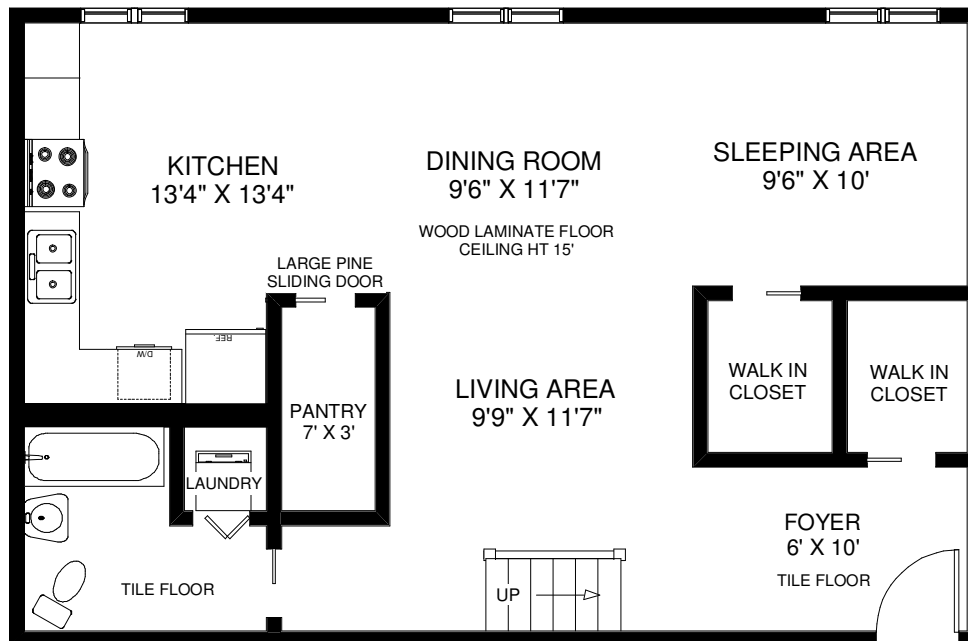 KITCHEN
13'4" X 13'4"
DINING ROOM
9'6" X 11'7"
WOOD LAMINATE FLOOR
CEILING HT 15'
SLEEPING AREA
9'6" X 10'
LARGE PINE
SLIDING DOOR
REF.
D/W
PANTRY
7' X 3'
LIVING AREA
9'9" X 11'7"
WALK IN
CLOSET
WALK IN
CLOSET
LAUNDRY
TILE FLOOR
UP
FOYER
6' X 10'
TILE FLOOR